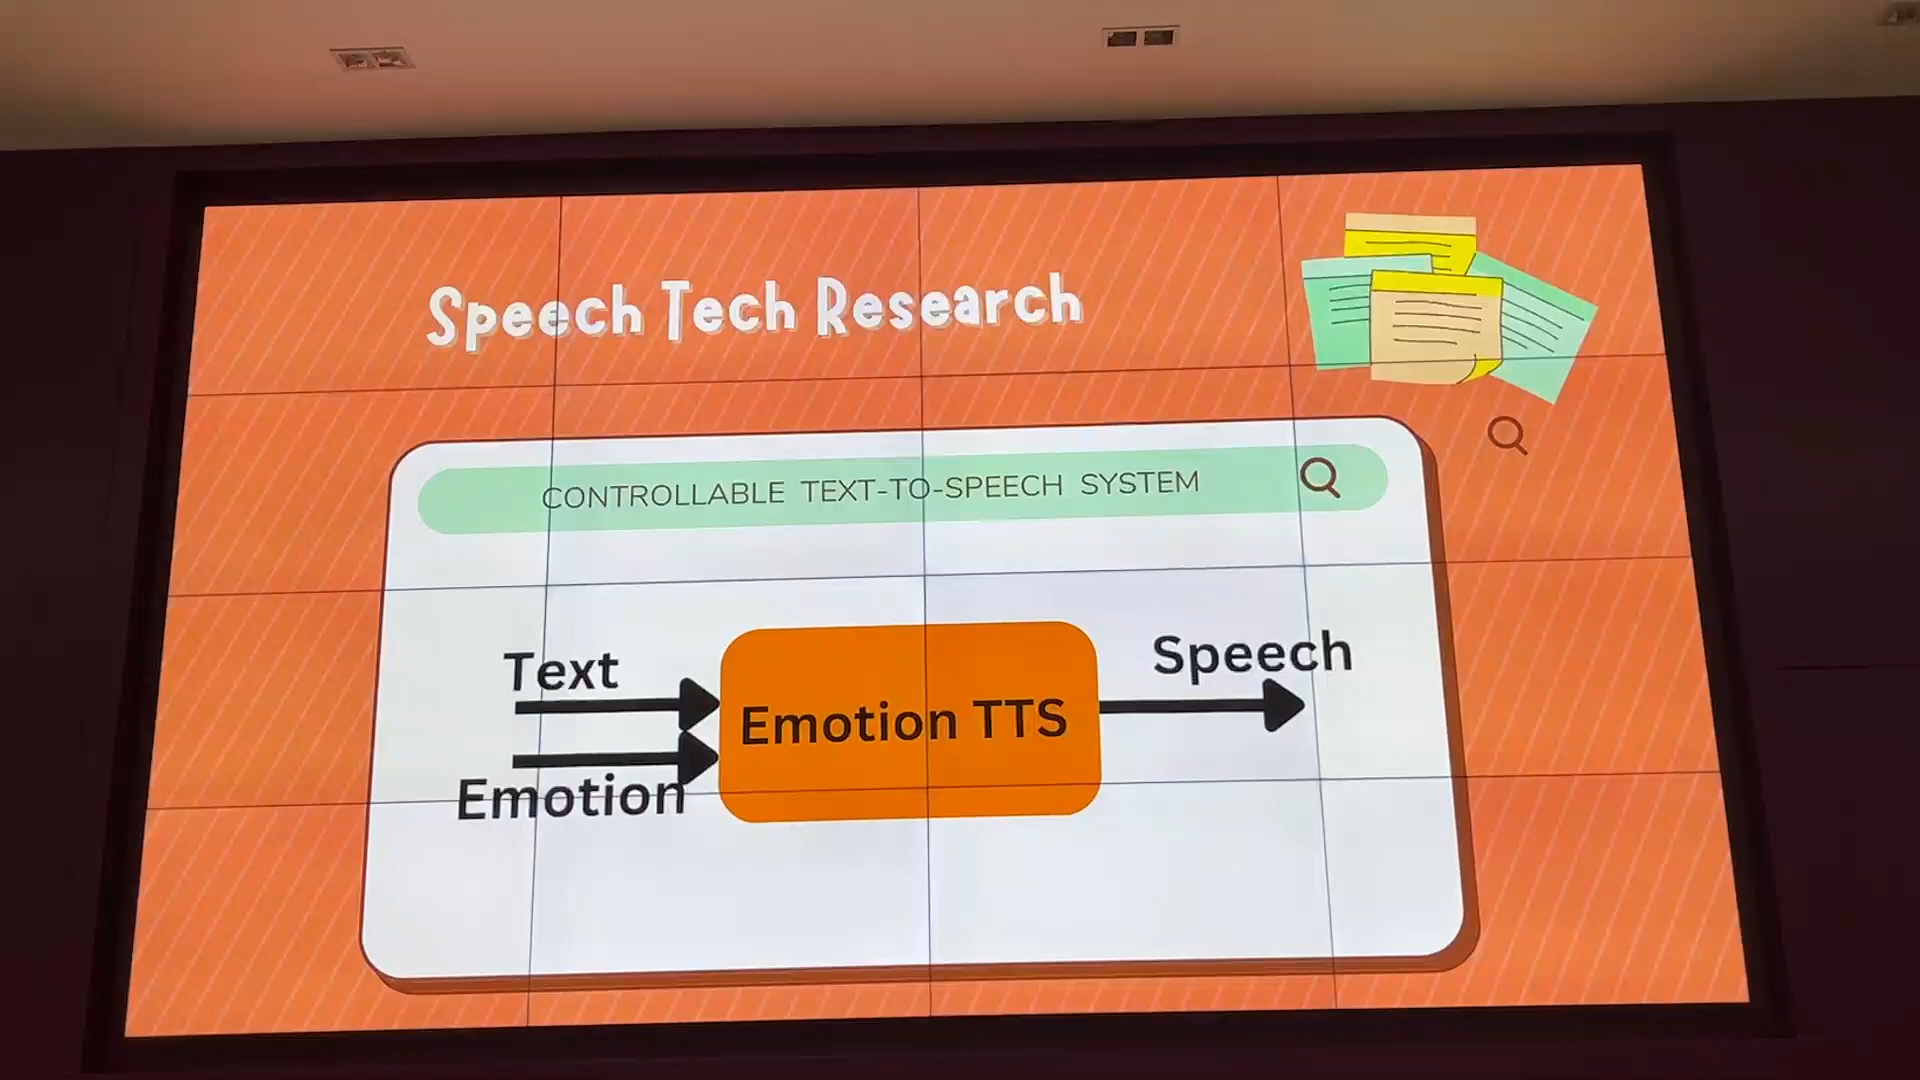 Speech Tech Research
CONTROLLABLE TEXT-TO-SPEECH SYSTEM
Text
Emotion
Emotion TTS
Speech